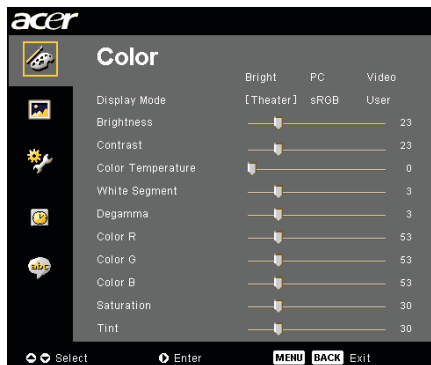 acer
Color
Bright PC Video
Display Mode [Theater] sRGB User
Brightness 23
Contrast 23
Color Temperature 0
White Segment 3
Degamma 3
Color R 53
Color G 53
Color B 53
Saturation 30
Tint 30
abc
Select Enter MENU BACK Exit